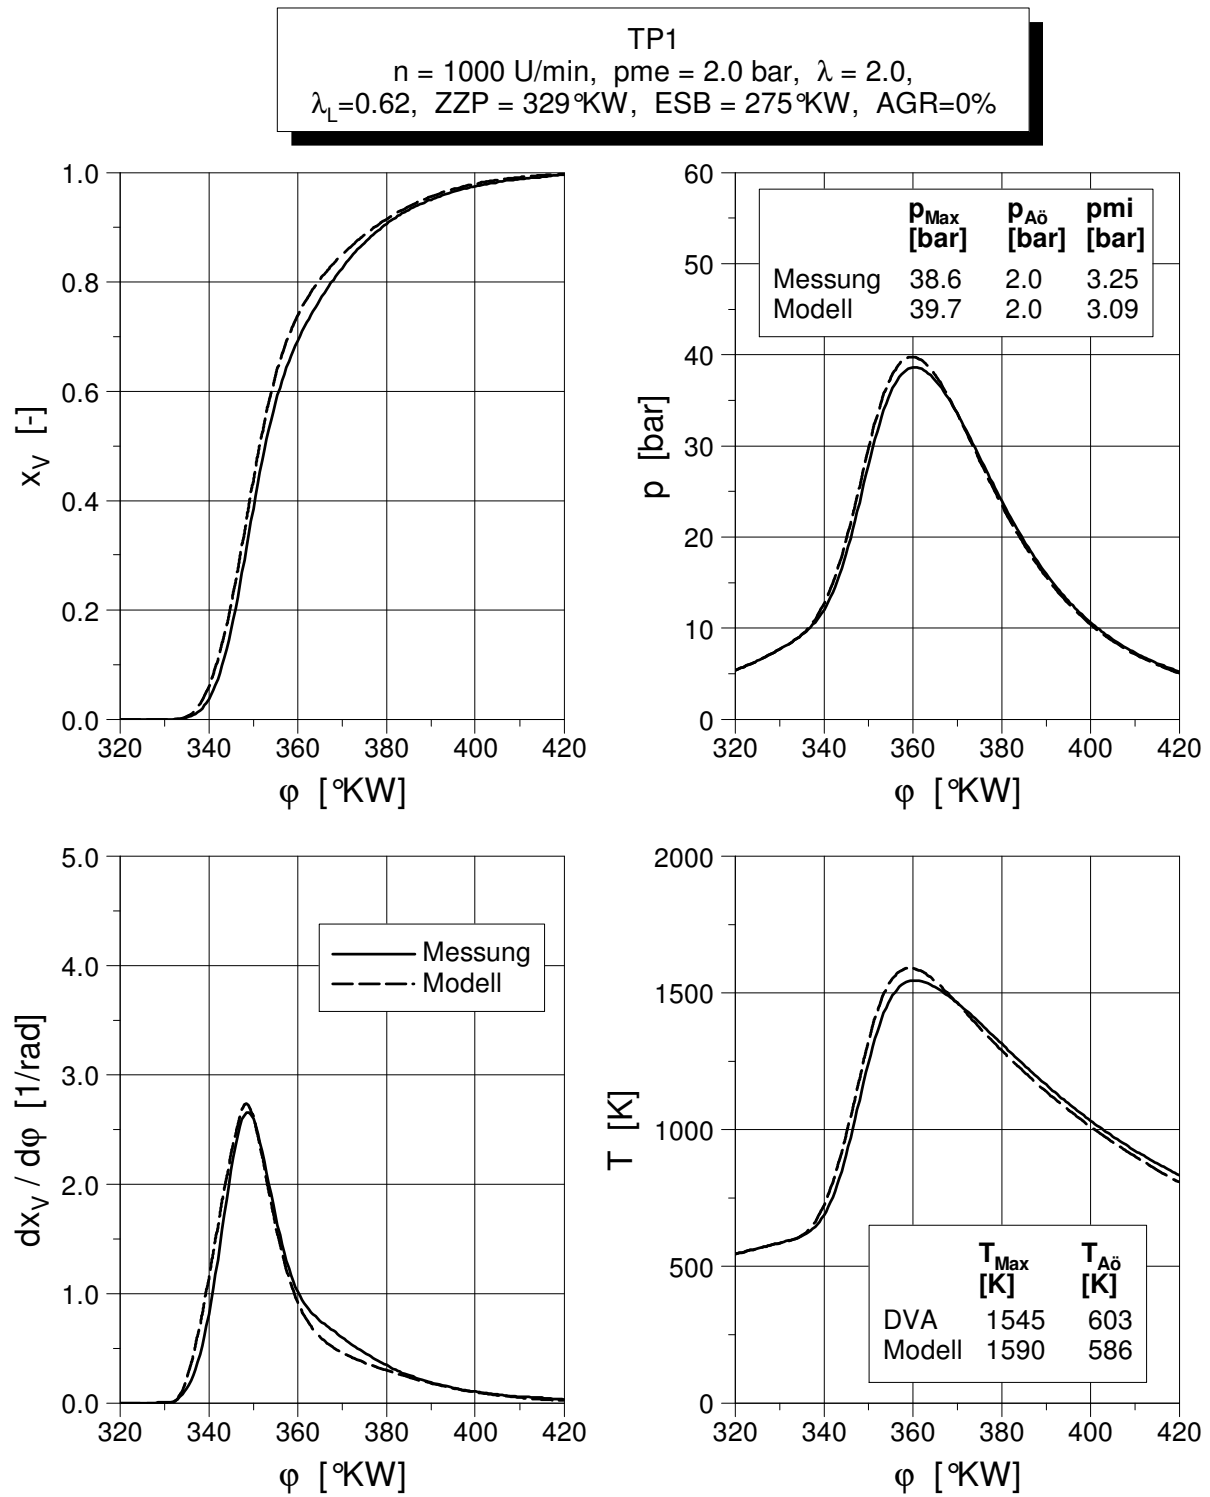 TP1
n = 1000 U/min, pme = 2.0 bar, λ = 2.0,
λL=0.62, ZZP = 329°KW, ESB = 275°KW, AGR=0%
1.0
0.8
0.6
0.4
0.2
0.0
xV [-]
320 340 360 380 400 420
φ [°KW]
60
50
40
30
20
10
0
p [bar]
pMax pAö pmi
[bar] [bar] [bar]
Messung 38.6 2.0 3.25
Modell 39.7 2.0 3.09
320 340 360 380 400 420
φ [°KW]
5.0
4.0
3.0
2.0
1.0
0.0
dxV / dφ [1/rad]
Messung
Modell
320 340 360 380 400 420
φ [°KW]
2000
1500
1000
500
0
T [K]
TMax TAö
[K] [K]
DVA 1545 603
Modell 1590 586
320 340 360 380 400 420
φ [°KW]